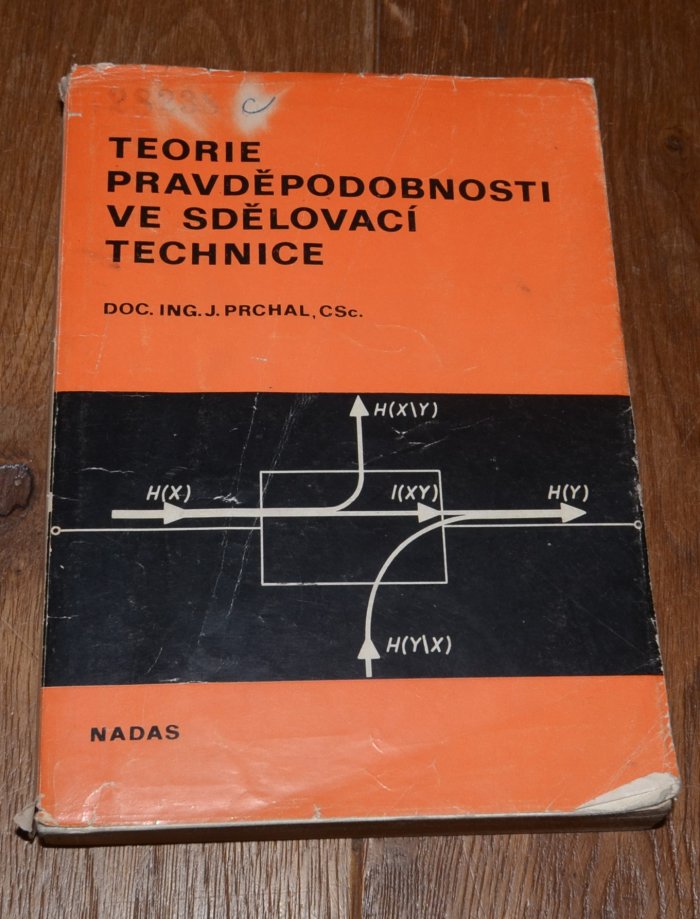 TEORIE
PRAVDĚPODOBNOSTI
VE SDĚLOVACÍ
TECHNICE
DOC. ING. J. PRCHAL, CSc.
H(X\Y)
H(X) I(XY) H(Y)
H(Y\X)
NADAS